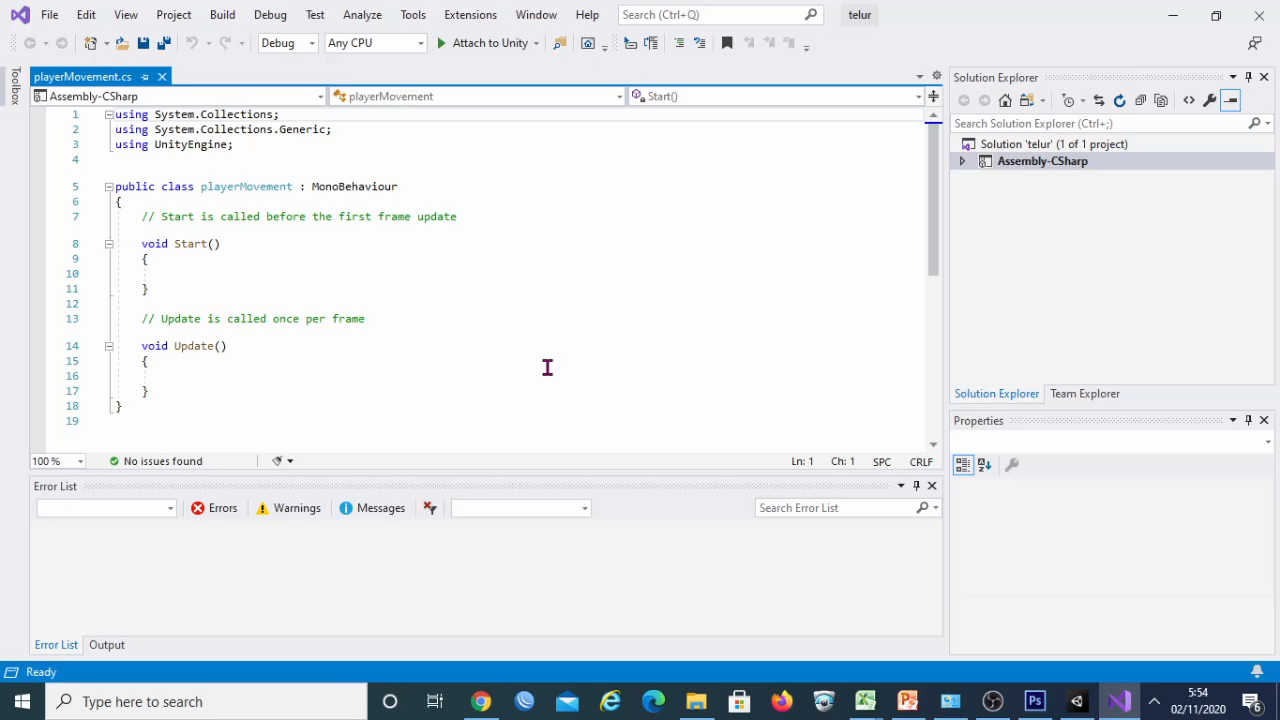 File Edit View Project Build Debug Test Analyze Tools Extensions Window Help Search (Ctrl+Q) telur
Debug Any CPU Attach to Unity
Toolbox
playerMovement.cs
Assembly-CSharp playerMovement Start()
1 using System.Collections;
2 using System.Collections.Generic;
3 using UnityEngine;
4
5 public class playerMovement : MonoBehaviour
6 {
7 // Start is called before the first frame update
8 void Start()
9 {
10
11 }
12
13 // Update is called once per frame
14 void Update()
15 {
16
17 }
18 }
19
100 % No issues found Ln: 1 Ch: 1 SPC CRLF
Error List
Errors Warnings Messages Search Error List
Error List Output
Solution Explorer
Search Solution Explorer (Ctrl+;)
Solution 'telur' (1 of 1 project)
Assembly-CSharp
Solution Explorer Team Explorer
Properties
Ready
Type here to search
5:54
02/11/2020
6